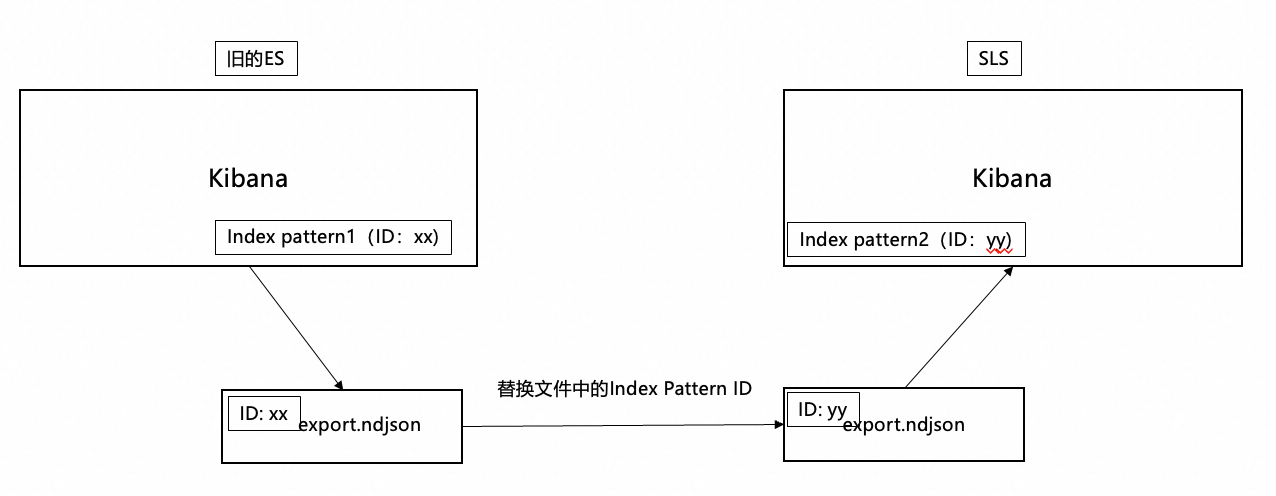 旧的ES
SLS
Kibana
Kibana
Index pattern1（ID：xx）
Index pattern2（ID：yy）
替换文件中的Index Pattern ID
ID: xx
export.ndjson
ID: yy
export.ndjson